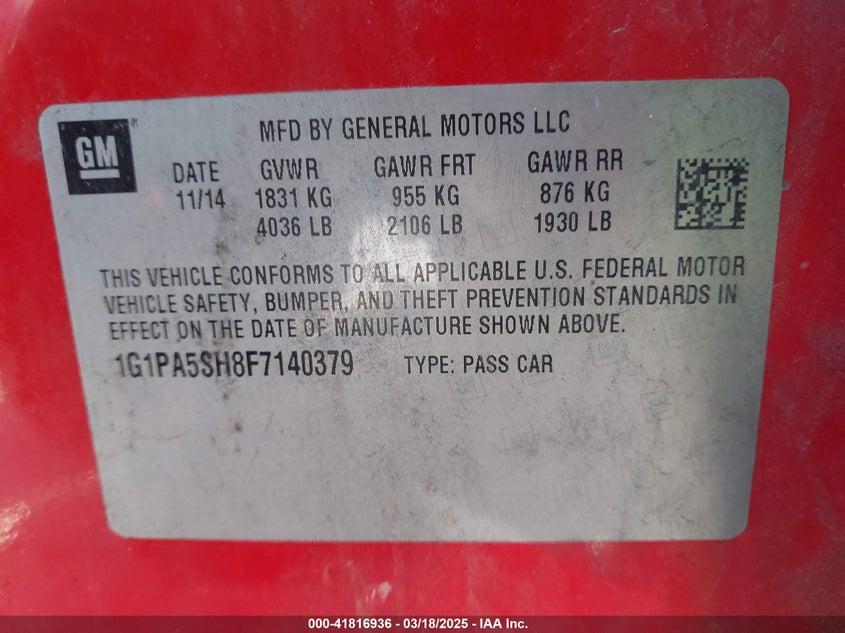 MFD BY GENERAL MOTORS LLC
GM®
DATE GVWR GAWR FRT GAWR RR
11/14 1831 KG 955 KG 876 KG
4036 LB 2106 LB 1930 LB
THIS VEHICLE CONFORMS TO ALL APPLICABLE U.S. FEDERAL MOTOR
VEHICLE SAFETY, BUMPER, AND THEFT PREVENTION STANDARDS IN
EFFECT ON THE DATE OF MANUFACTURE SHOWN ABOVE.
1G1PA5SH8F7140379 TYPE: PASS CAR
000-41816936 - 03/18/2025 - IAA Inc.